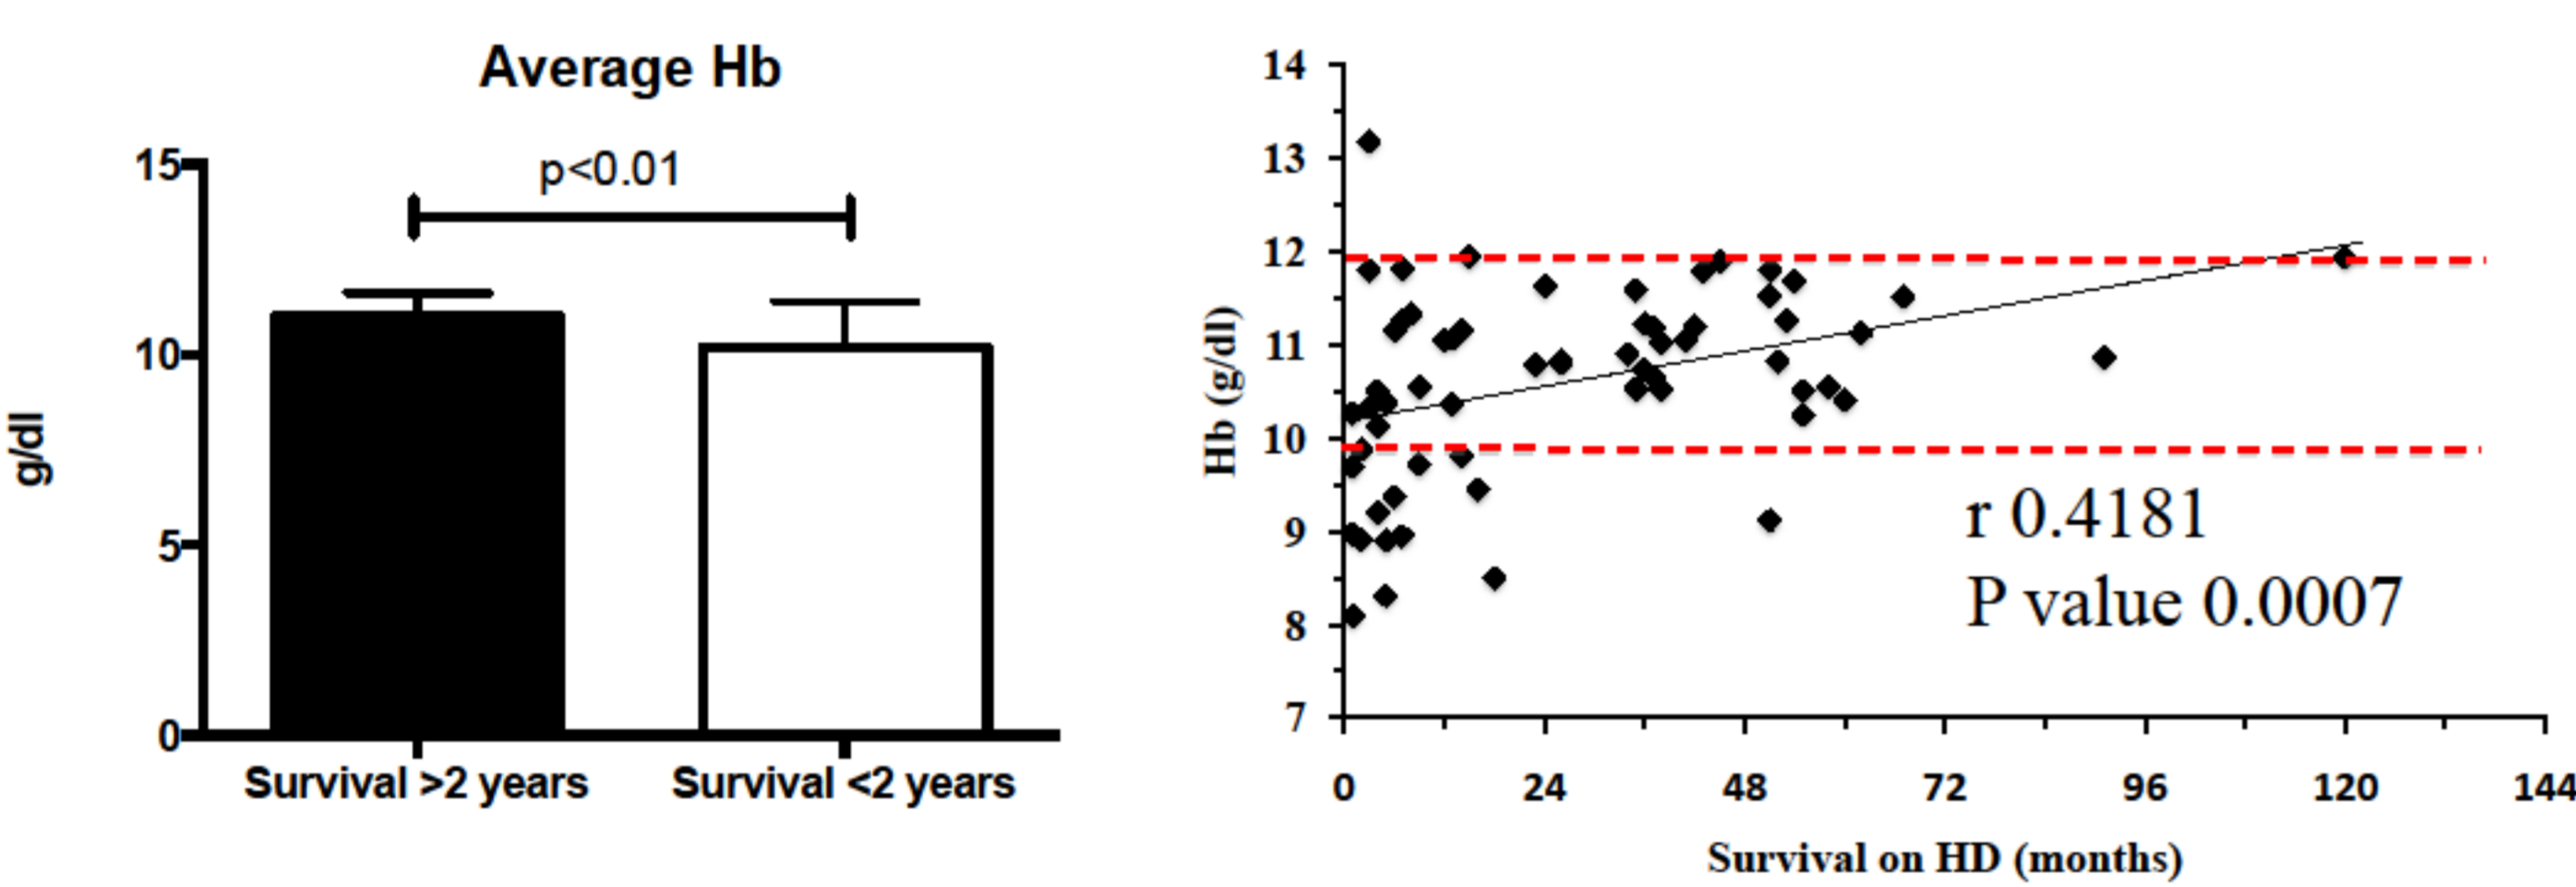 Average Hb
p<0.01
15
10
5
0
g/dl
Survival >2 years
Survival <2 years
14
13
12
11
10
9
8
7
Hb (g/dl)
r 0.4181
P value 0.0007
0 24 48 72 96 120 144
Survival on HD (months)